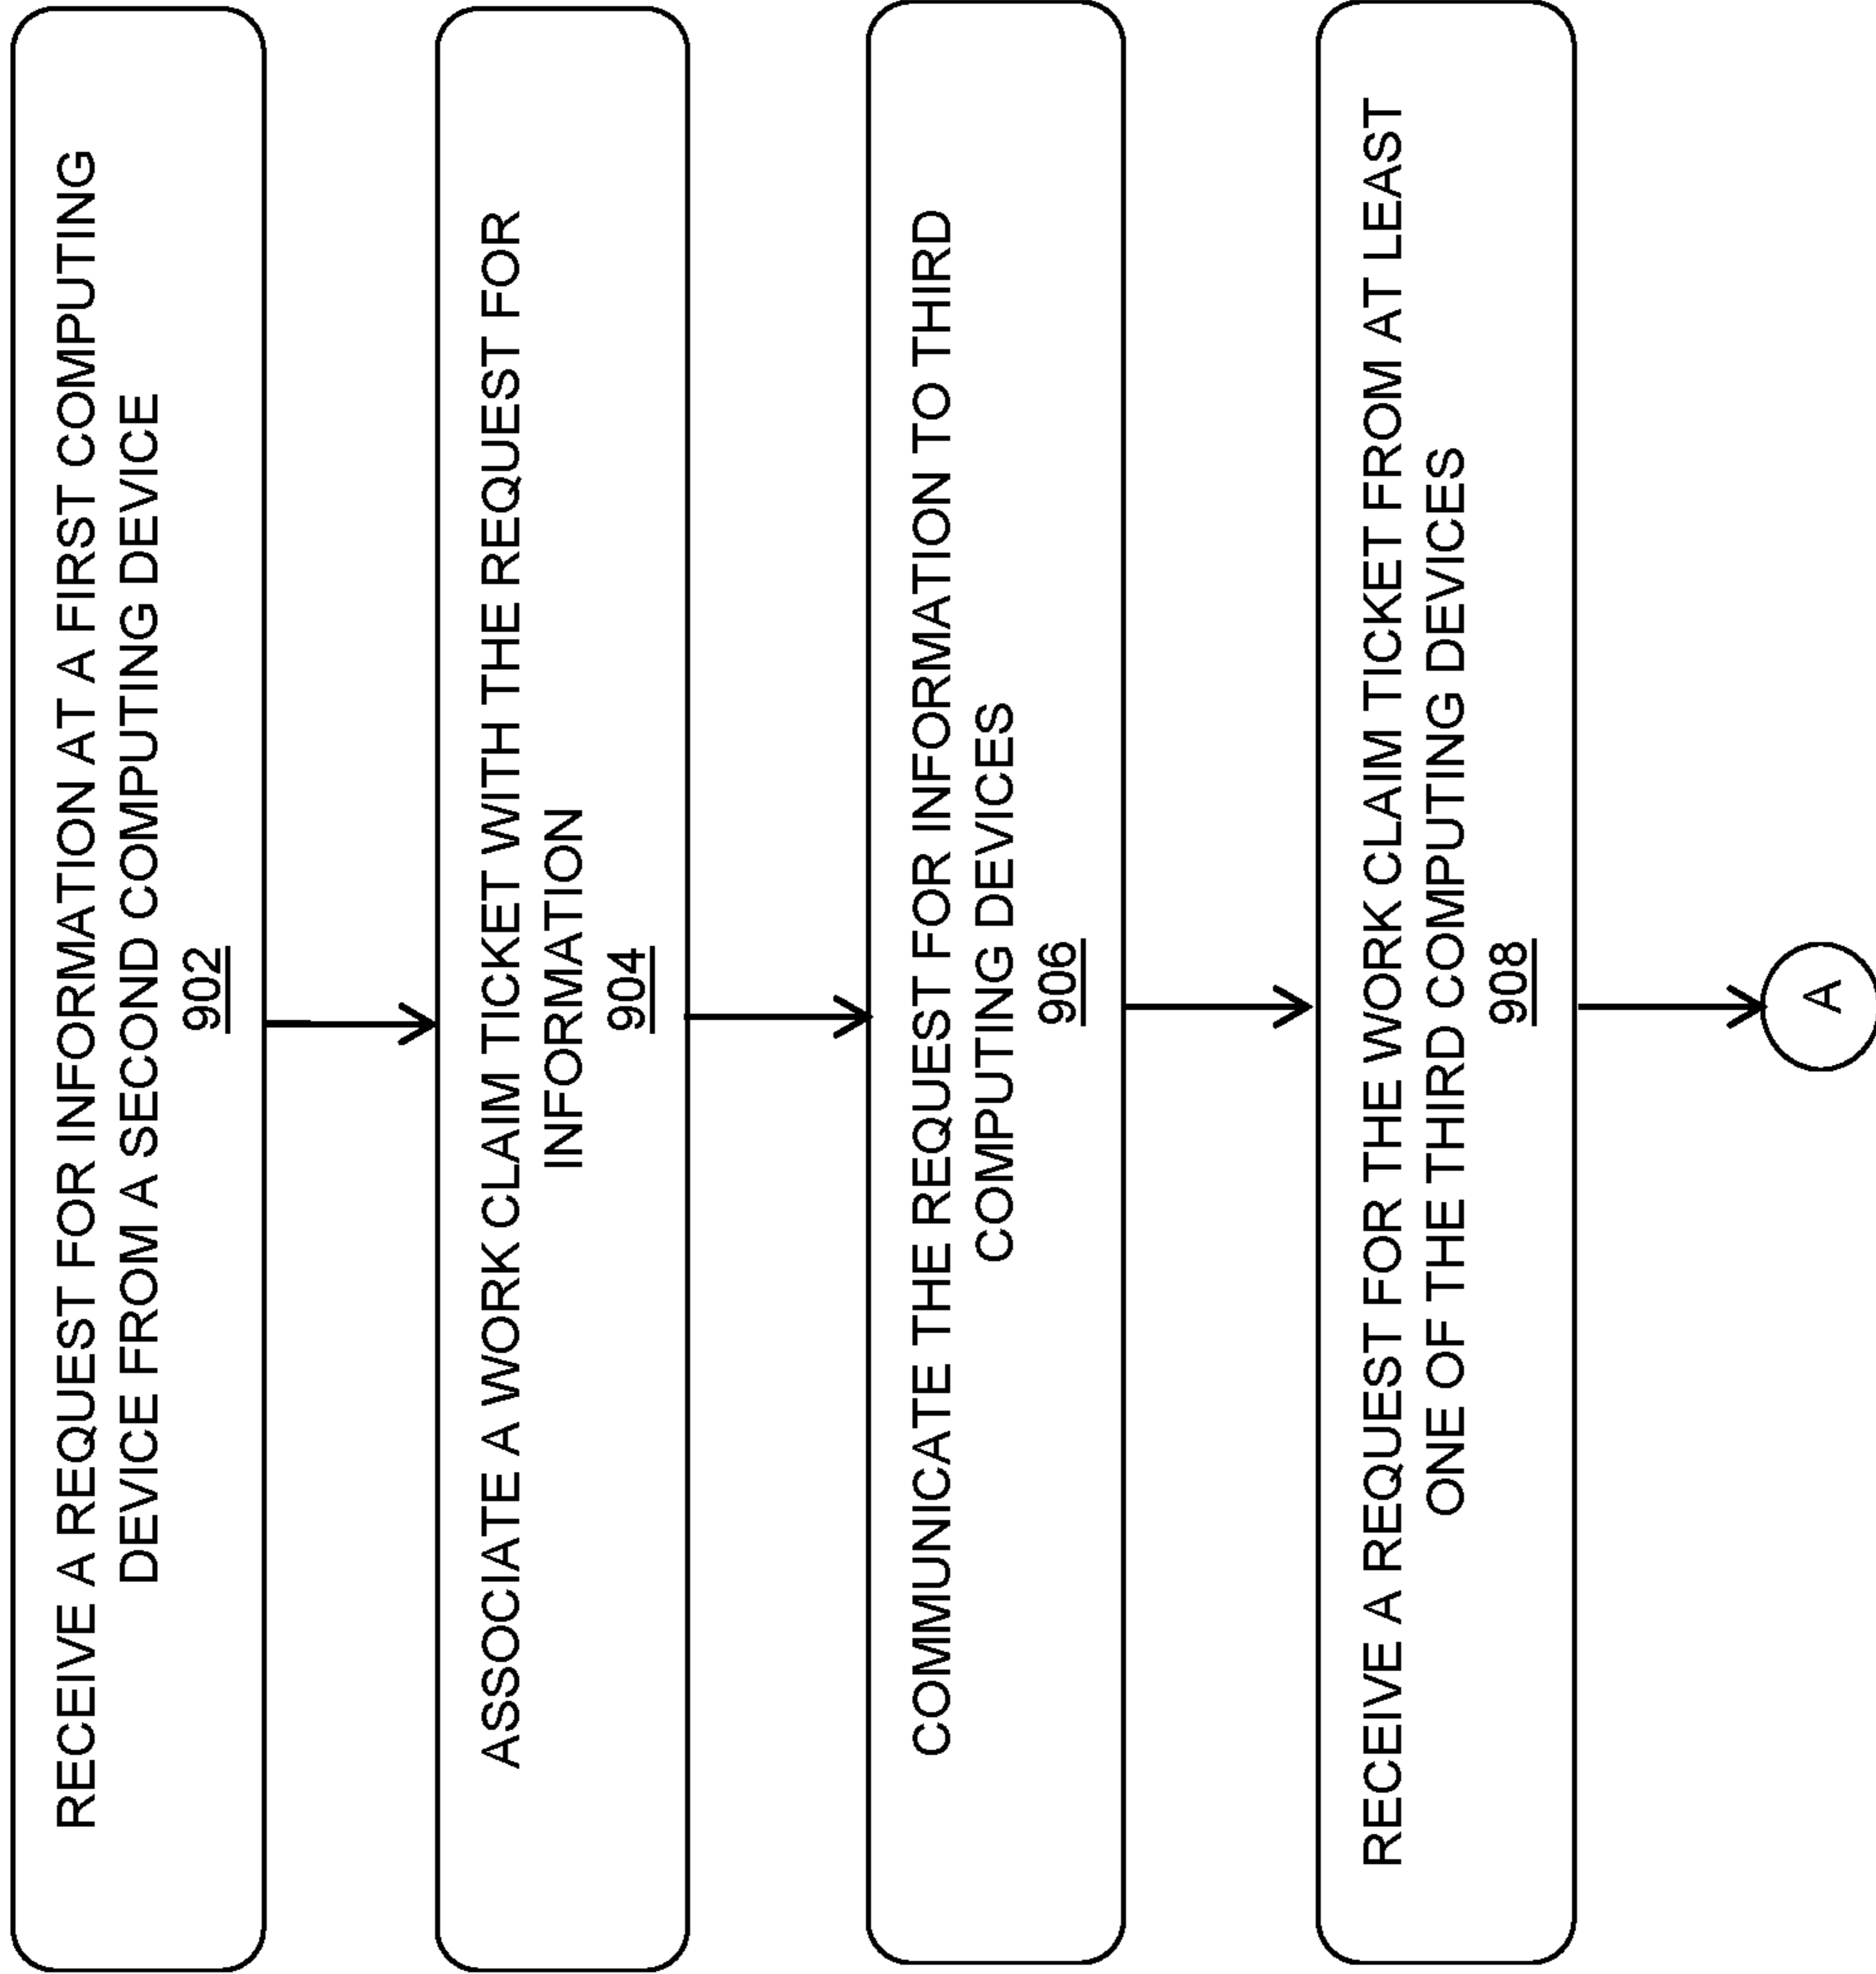 RECEIVE A REQUEST FOR INFORMATION AT A FIRST COMPUTING
DEVICE FROM A SECOND COMPUTING DEVICE
902
ASSOCIATE A WORK CLAIM TICKET WITH THE REQUEST FOR
INFORMATION
904
COMMUNICATE THE REQUEST FOR INFORMATION TO THIRD
COMPUTING DEVICES
906
RECEIVE A REQUEST FOR THE WORK CLAIM TICKET FROM AT LEAST
ONE OF THE THIRD COMPUTING DEVICES
908
A